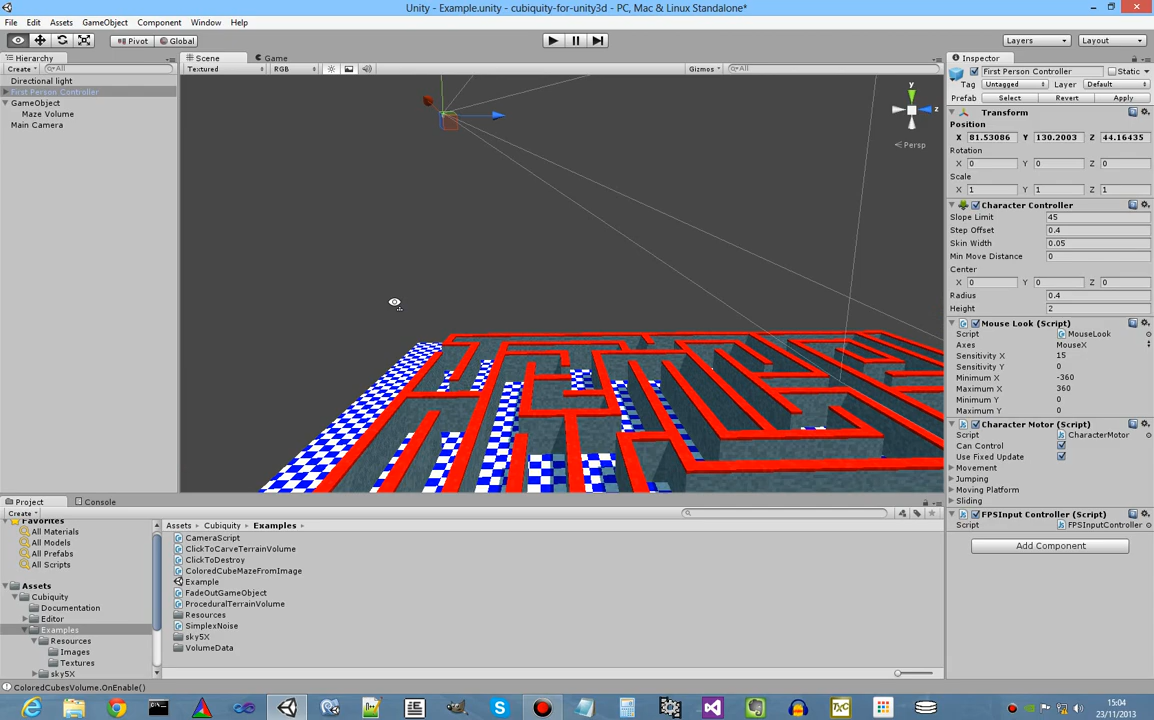 Unity - Example.unity - cubiquity-for-unity3d - PC, Mac & Linux Standalone*
File Edit Assets GameObject Component Window Help
Pivot Global Layers Layout
Hierarchy
Create All
Directional light
First Person Controller
GameObject
Maze Volume
Main Camera
Scene Game
Textured RGB Gizmos All
y
z
Persp
Inspector
First Person Controller Static
Tag Untagged Layer Default
Prefab Select Revert Apply
Transform
Position
X 81.53086 Y 130.2003 Z 44.16435
Rotation
X 0 Y 0 Z 0
Scale
X 1 Y 1 Z 1
Character Controller
Slope Limit 45
Step Offset 0.4
Skin Width 0.05
Min Move Distance 0
Center
X 0 Y 0 Z 0
Radius 0.4
Height 2
Mouse Look (Script)
Script MouseLook
Axes MouseX
Sensitivity X 15
Sensitivity Y 0
Minimum X -360
Maximum X 360
Minimum Y 0
Maximum Y 0
Character Motor (Script)
Script CharacterMotor
Can Control
Use Fixed Update
Movement
Jumping
Moving Platform
Sliding
FPSInput Controller (Script)
Script FPSInputController
Add Component
Project Console
Create
Favorites
All Materials
All Models
All Prefabs
All Scripts
Assets
Cubiquity
Documentation
Editor
Examples
Resources
Images
Textures
sky5X
Assets Cubiquity Examples
CameraScript
ClickToCarveTerrainVolume
ClickToDestroy
ColoredCubeMazeFromImage
Example
FadeOutGameObject
ProceduralTerrainVolume
Resources
SimplexNoise
sky5X
VolumeData
ColoredCubesVolume.OnEnable()
15:04
23/11/2013